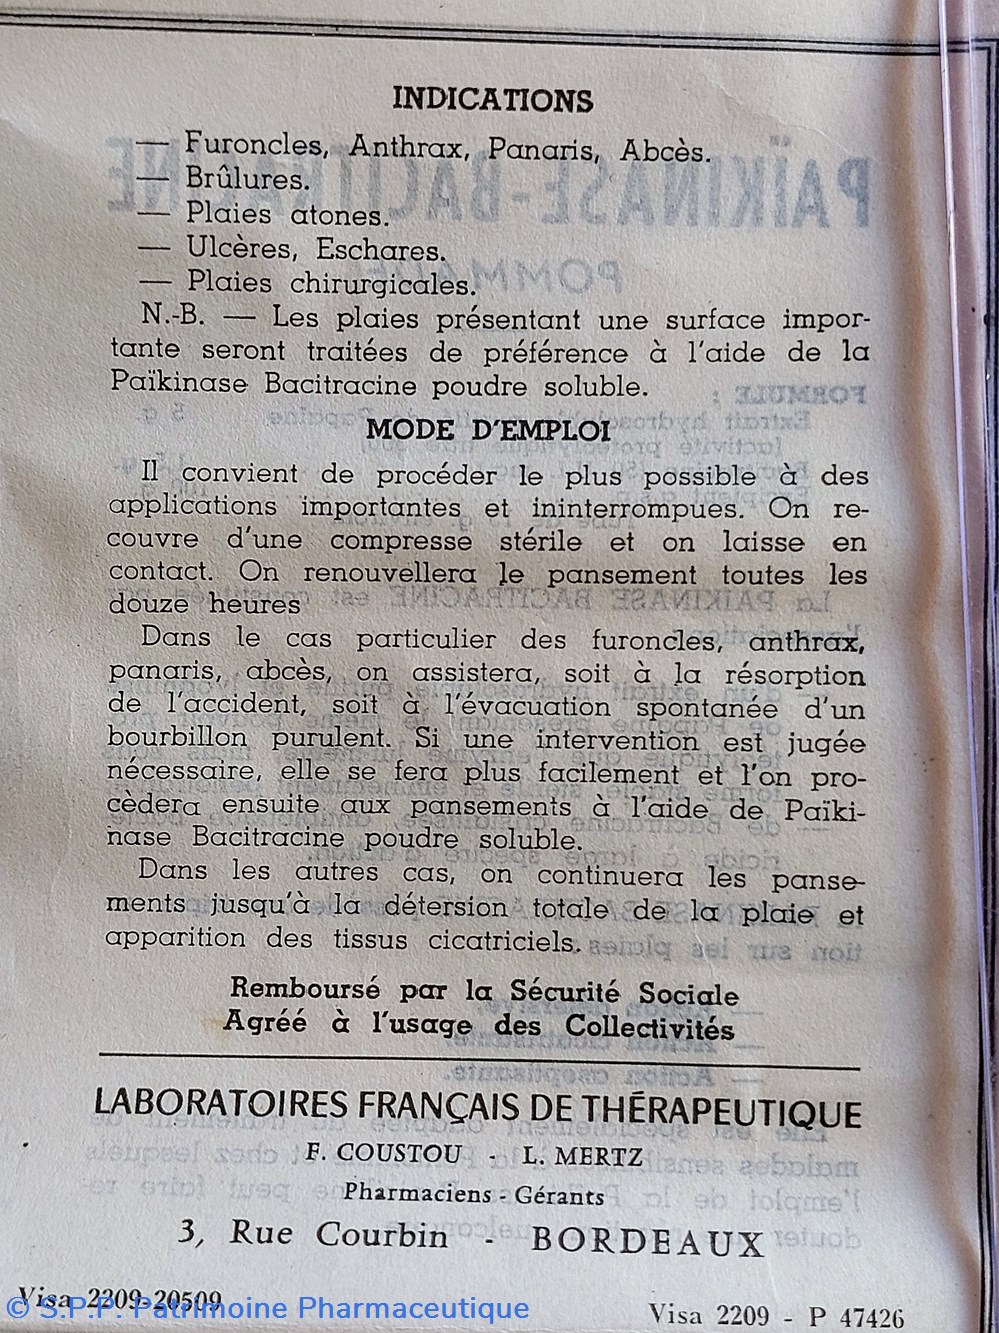 INDICATIONS
— Furoncles, Anthrax, Panaris, Abcès.
— Brûlures.
— Plaies atones.
— Ulcères, Eschares.
— Plaies chirurgicales.
N.-B. — Les plaies présentant une surface impor-
tante seront traitées de préférence à l'aide de la
Païkinase Bacitracine poudre soluble.
MODE D'EMPLOI
Il convient de procéder le plus possible à des
applications importantes et ininterrompues. On re-
couvre d'une compresse stérile et on laisse en
contact. On renouvellera le pansement toutes les
douze heures
Dans le cas particulier des furoncles, anthrax,
panaris, abcès, on assistera, soit à la résorption
de l'accident, soit à l'évacuation spontanée d'un
bourbillon purulent. Si une intervention est jugée
nécessaire, elle se fera plus facilement et l'on pro-
cèdera ensuite aux pansements à l'aide de Païki-
nase Bacitracine poudre soluble.
Dans les autres cas, on continuera les panse-
ments jusqu'à la détersion totale de la plaie et
apparition des tissus cicatriciels.
Remboursé par la Sécurité Sociale
Agréé à l'usage des Collectivités
LABORATOIRES FRANÇAIS DE THÉRAPEUTIQUE
F. COUSTOU - L. MERTZ
Pharmaciens - Gérants
3, Rue Courbin - BORDEAUX
Visa 2209-20509
© S.P.P. Patrimoine Pharmaceutique
Visa 2209 - P 47426